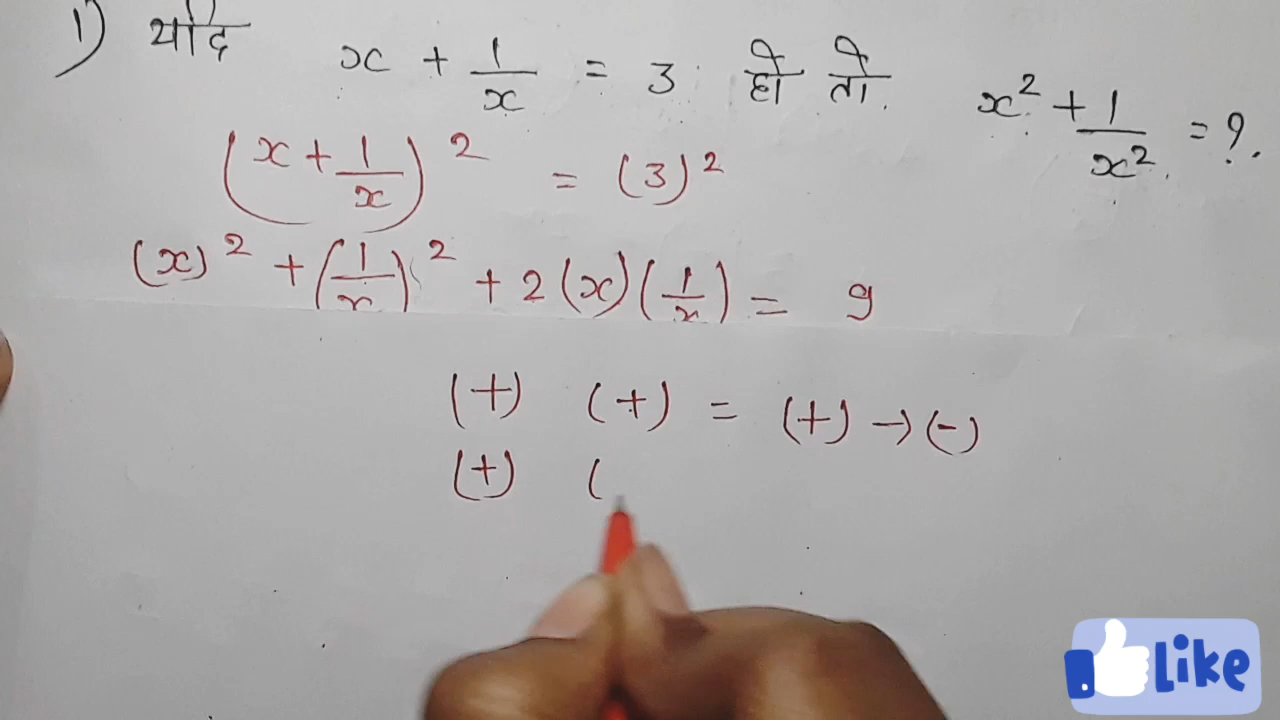 1) यदि x + 1/x = 3 हो तो x² + 1/x² = ?.
(x + 1/x)² = (3)²
(x)² + (1/x)² + 2(x)(1/x) = 9
(+) (+) = (+) → (-)
(+) (
Like